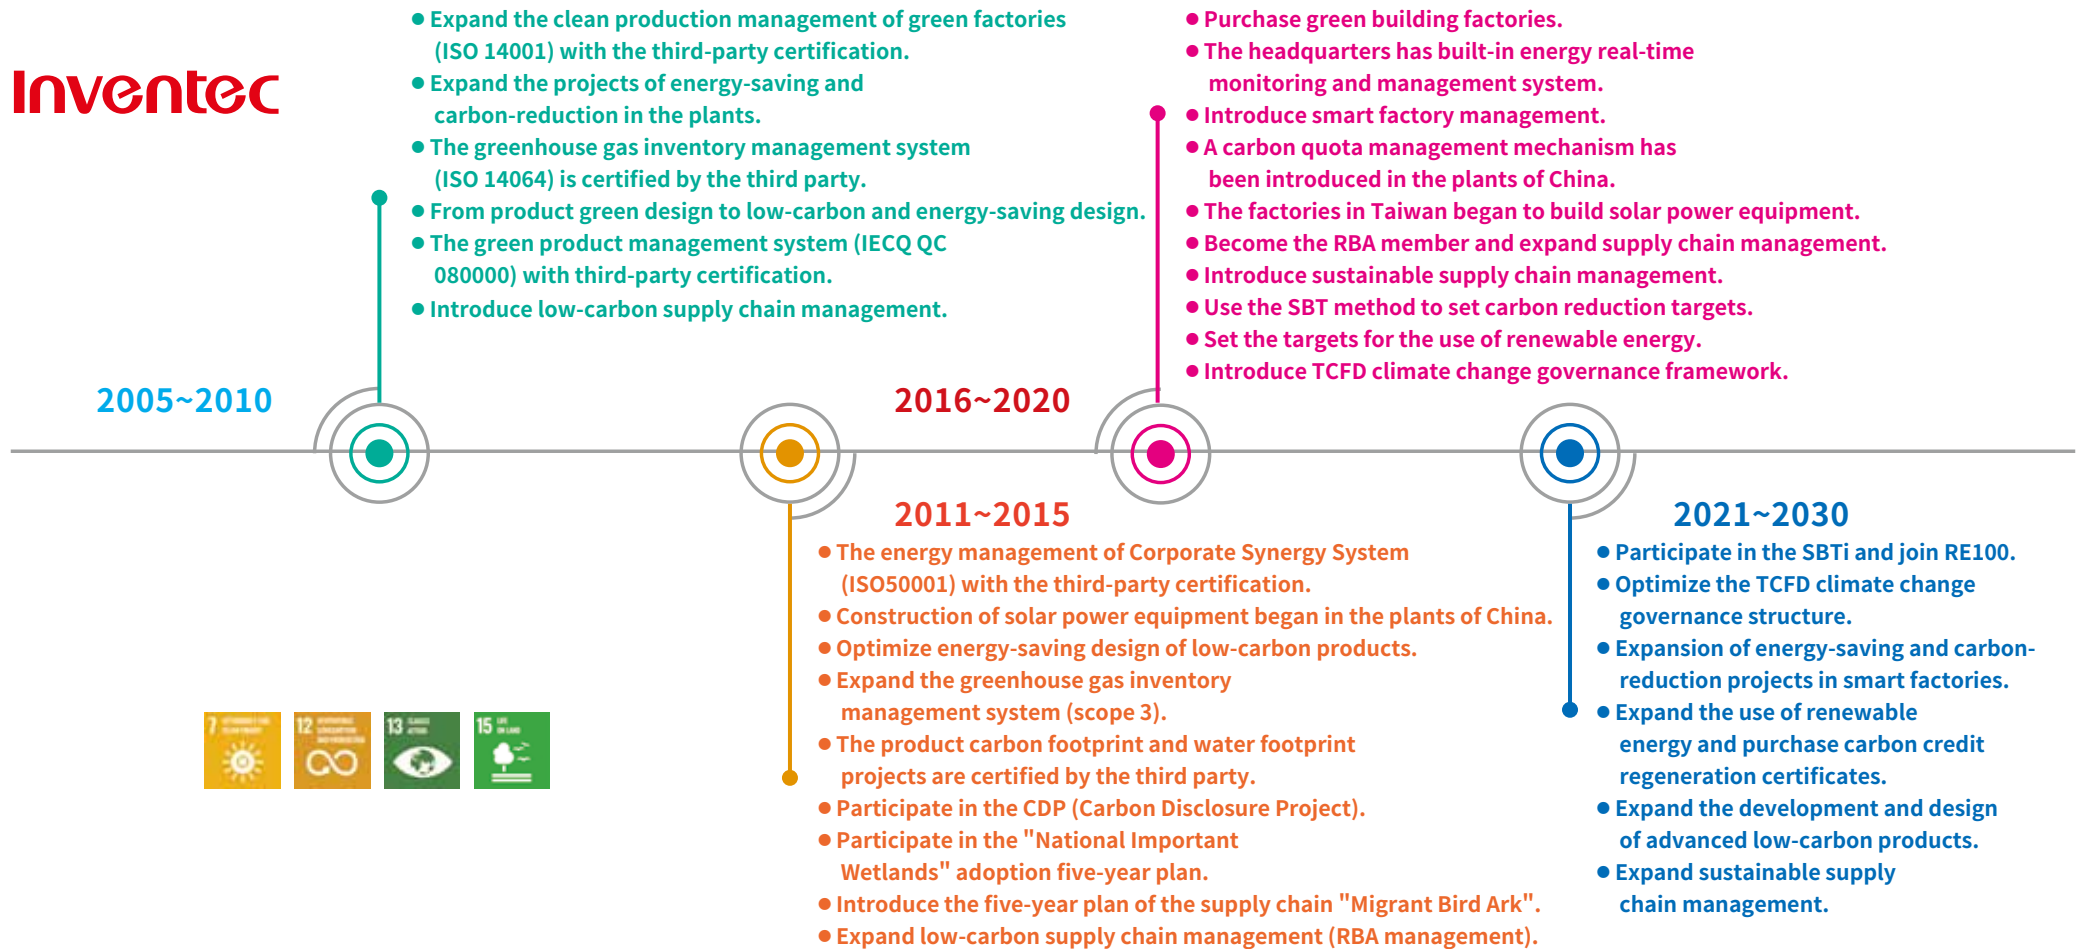 Inventec
2005~2010
● Expand the clean production management of green factories
(ISO 14001) with the third-party certification.
● Expand the projects of energy-saving and
carbon-reduction in the plants.
● The greenhouse gas inventory management system
(ISO 14064) is certified by the third party.
● From product green design to low-carbon and energy-saving design.
● The green product management system (IECQ QC
080000) with third-party certification.
● Introduce low-carbon supply chain management.
2011~2015
● The energy management of Corporate Synergy System
(ISO50001) with the third-party certification.
● Construction of solar power equipment began in the plants of China.
● Optimize energy-saving design of low-carbon products.
● Expand the greenhouse gas inventory
management system (scope 3).
● The product carbon footprint and water footprint
projects are certified by the third party.
● Participate in the CDP (Carbon Disclosure Project).
● Participate in the "National Important
Wetlands" adoption five-year plan.
● Introduce the five-year plan of the supply chain "Migrant Bird Ark".
● Expand low-carbon supply chain management (RBA management).
2016~2020
● Purchase green building factories.
● The headquarters has built-in energy real-time
monitoring and management system.
● Introduce smart factory management.
● A carbon quota management mechanism has
been introduced in the plants of China.
● The factories in Taiwan began to build solar power equipment.
● Become the RBA member and expand supply chain management.
● Introduce sustainable supply chain management.
● Use the SBT method to set carbon reduction targets.
● Set the targets for the use of renewable energy.
● Introduce TCFD climate change governance framework.
2021~2030
● Participate in the SBTi and join RE100.
● Optimize the TCFD climate change
governance structure.
● Expansion of energy-saving and carbon-
reduction projects in smart factories.
● Expand the use of renewable
energy and purchase carbon credit
regeneration certificates.
● Expand the development and design
of advanced low-carbon products.
● Expand sustainable supply
chain management.
7
12
13 CLIMATE
ACTION
15 LIFE
ON LAND